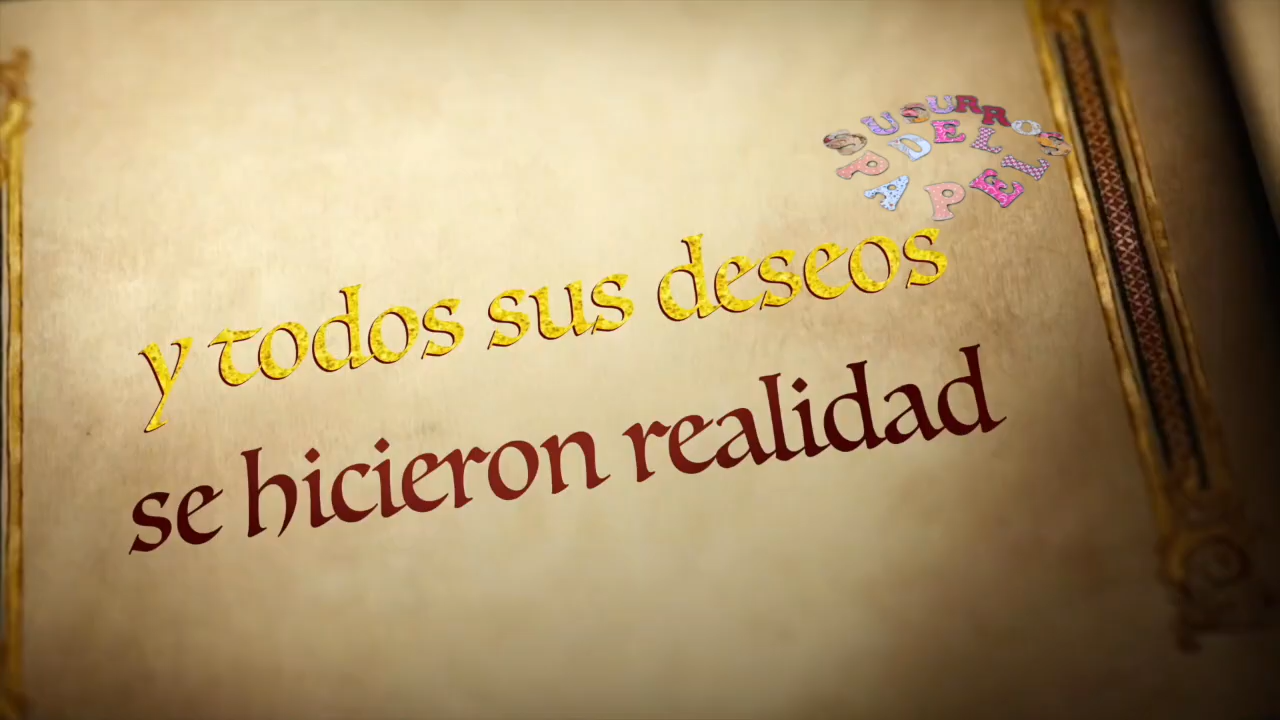 SUSURROS
DEL
PAPEL
y todos sus deseos
se hicieron realidad